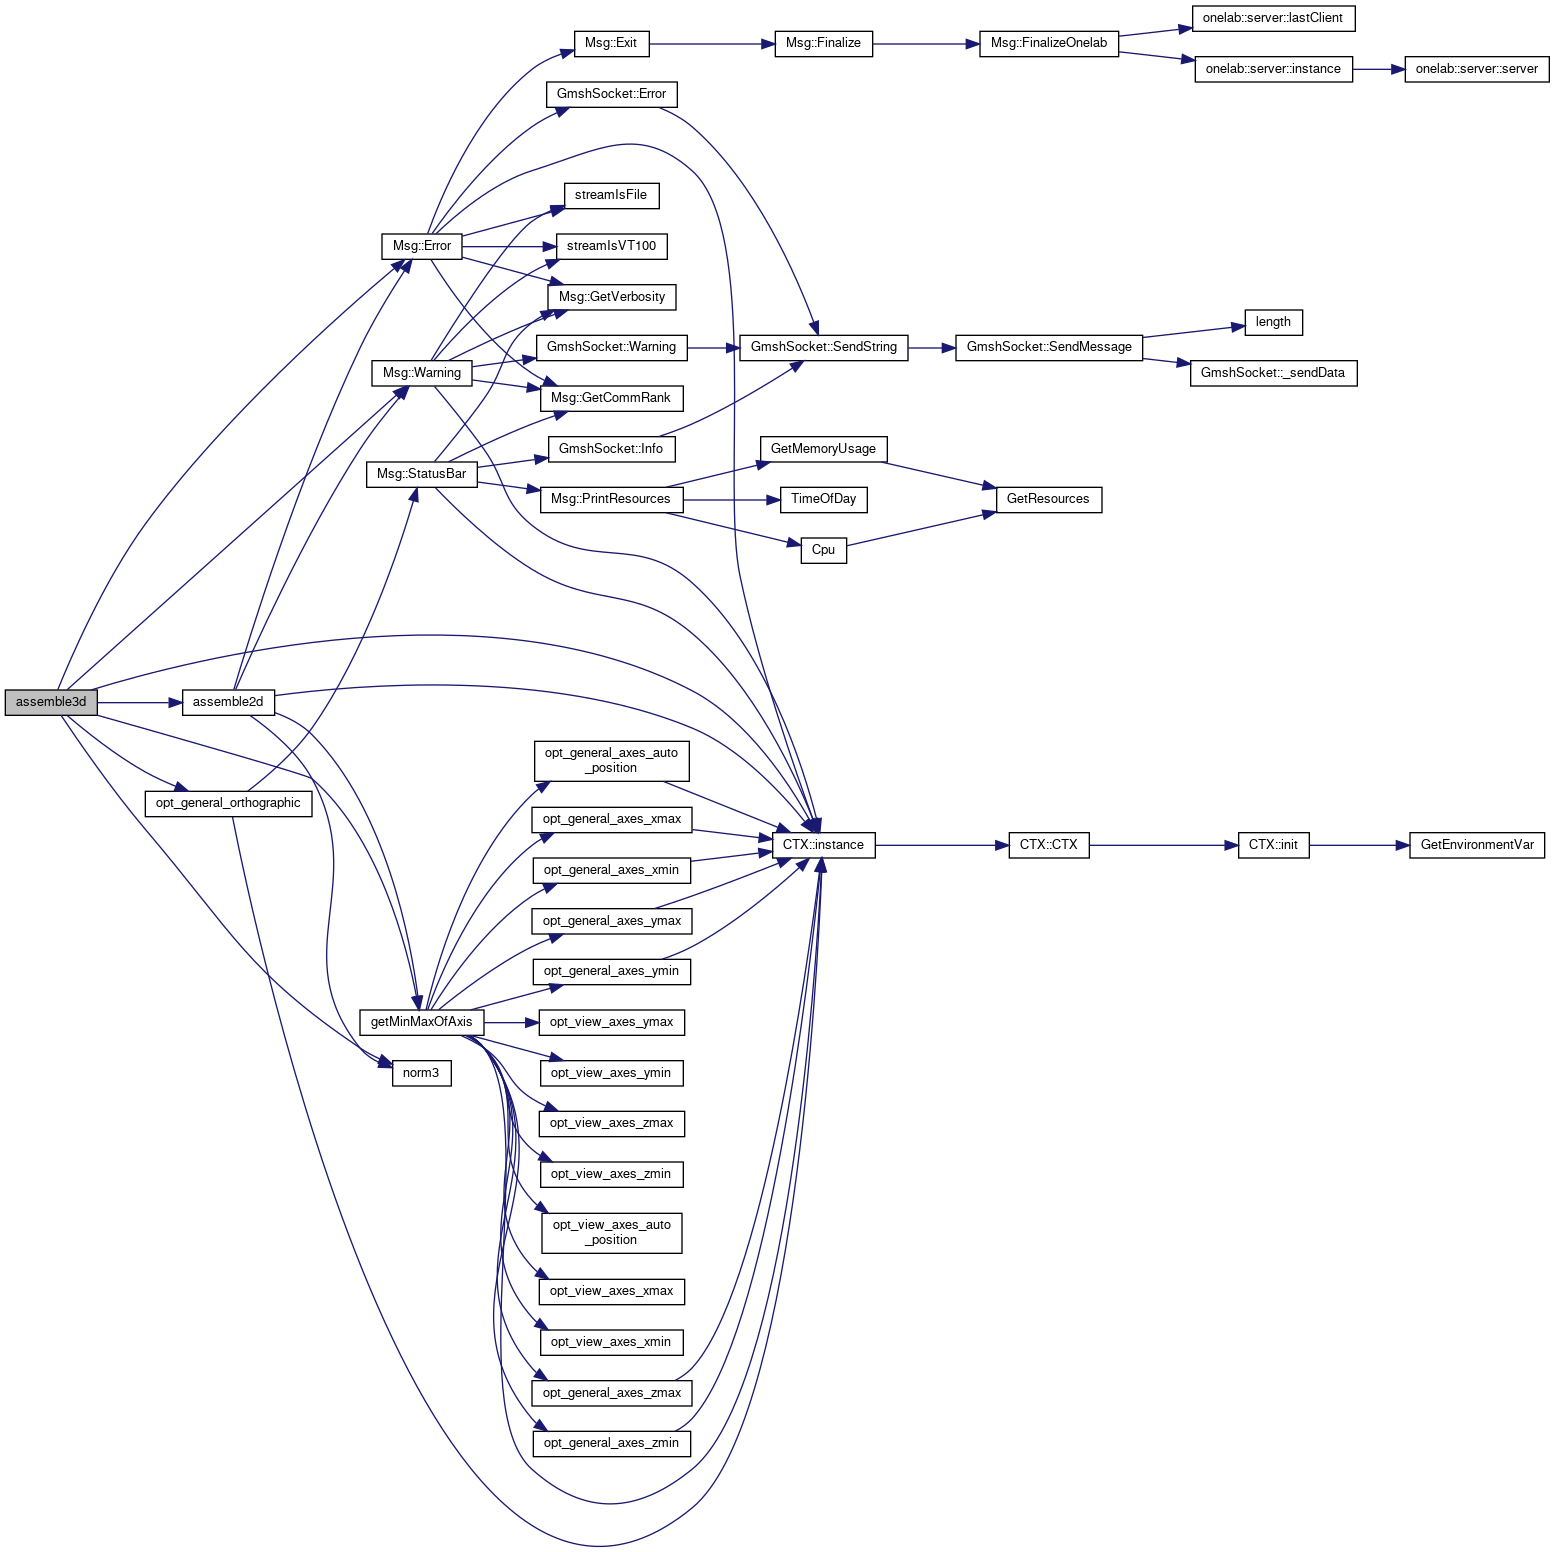 onelab::server::lastClient
Msg::Exit
Msg::Finalize
Msg::FinalizeOnelab
onelab::server::instance
onelab::server::server
GmshSocket::Error
streamIsFile
Msg::Error
streamIsVT100
Msg::GetVerbosity
length
GmshSocket::Warning
GmshSocket::SendString
GmshSocket::SendMessage
Msg::Warning
GmshSocket::_sendData
Msg::GetCommRank
GmshSocket::Info
GetMemoryUsage
Msg::StatusBar
Msg::PrintResources
TimeOfDay
GetResources
Cpu
assemble3d
assemble2d
opt_general_axes_auto
_position
opt_general_orthographic
opt_general_axes_xmax
CTX::instance
CTX::CTX
CTX::init
GetEnvironmentVar
opt_general_axes_xmin
opt_general_axes_ymax
opt_general_axes_ymin
getMinMaxOfAxis
opt_view_axes_ymax
norm3
opt_view_axes_ymin
opt_view_axes_zmax
opt_view_axes_zmin
opt_view_axes_auto
_position
opt_view_axes_xmax
opt_view_axes_xmin
opt_general_axes_zmax
opt_general_axes_zmin